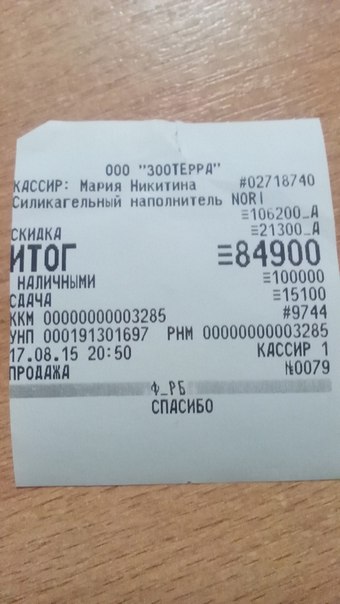 ООО "ЗООТЕРРА"
КАССИР: Мария Никитина #02718740
Силикагельный наполнитель NORI
≡106200_А
СКИДКА ≡21300_А
ИТОГ ≡84900
НАЛИЧНЫМИ ≡100000
СДАЧА ≡15100
ККМ 00000000003285 #9744
УНП 000191301697 РНМ 00000000003285
17.08.15 20:50 КАССИР 1
ПРОДАЖА №0079
Ф_РБ
СПАСИБО